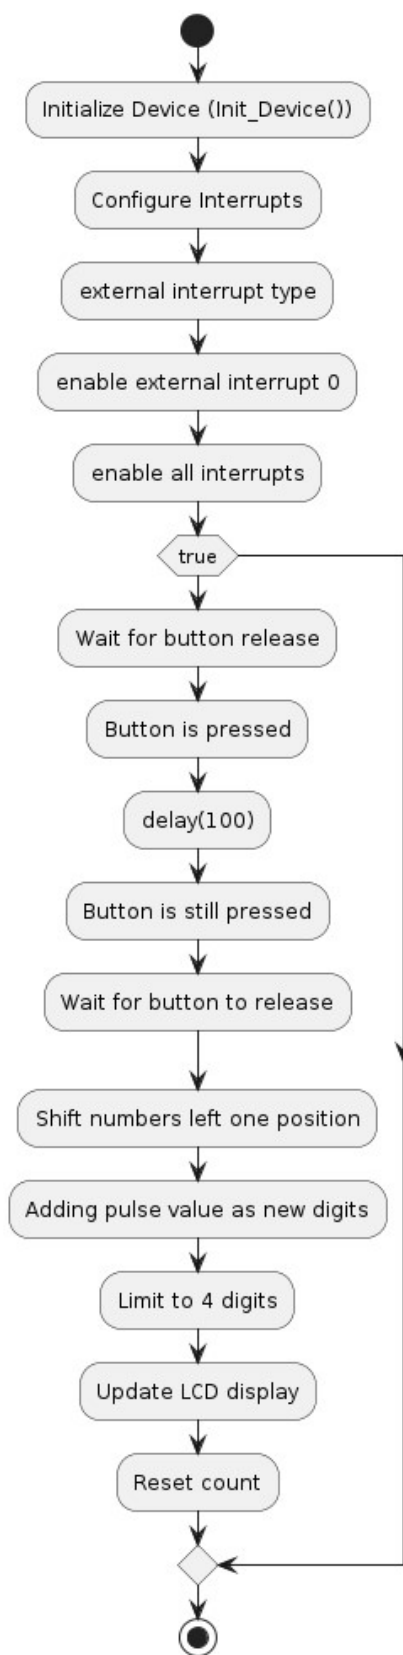 Initialize Device (Init_Device())
Configure Interrupts
external interrupt type
enable external interrupt 0
enable all interrupts
true
Wait for button release
Button is pressed
delay(100)
Button is still pressed
Wait for button to release
Shift numbers left one position
Adding pulse value as new digits
Limit to 4 digits
Update LCD display
Reset count